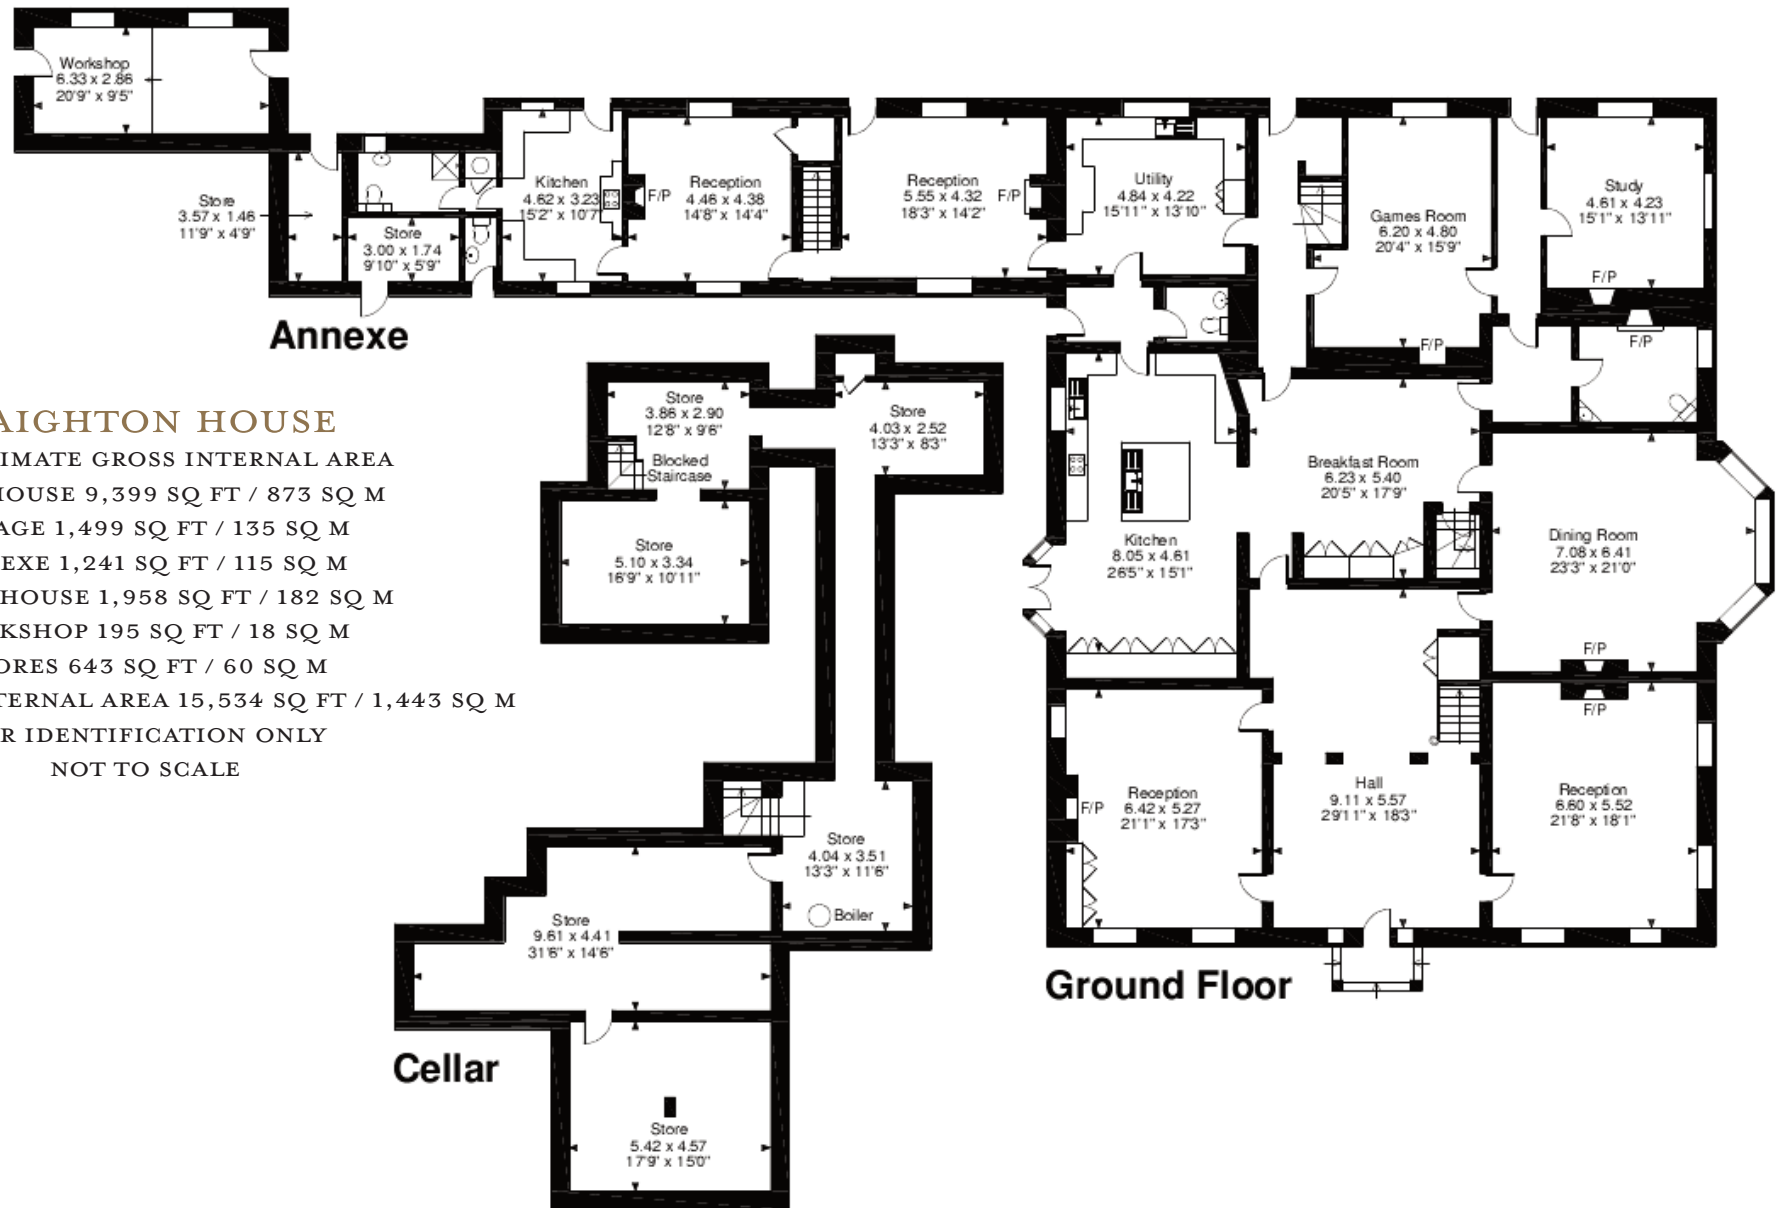 Workshop
6.33 x 2.86
20'9" x 9'5"
Store
3.57 x 1.46
11'9" x 4'9"
Store
3.00 x 1.74
9'10" x 5'9"
Kitchen
4.62 x 3.23
15'2" x 10'7"
F/P
Reception
4.46 x 4.38
14'8" x 14'4"
Reception
5.55 x 4.32
18'3" x 14'2"
F/P
Utility
4.84 x 4.22
15'11" x 13'10"
Games Room
6.20 x 4.80
20'4" x 15'9"
F/P
Study
4.61 x 4.23
15'1" x 13'11"
F/P
F/P
Annexe
AIGHTON HOUSE
IMATE GROSS INTERNAL AREA
HOUSE 9,399 SQ FT / 873 SQ M
AGE 1,499 SQ FT / 135 SQ M
EXE 1,241 SQ FT / 115 SQ M
HOUSE 1,958 SQ FT / 182 SQ M
KSHOP 195 SQ FT / 18 SQ M
ORES 643 SQ FT / 60 SQ M
TERNAL AREA 15,534 SQ FT / 1,443 SQ M
R IDENTIFICATION ONLY
NOT TO SCALE
Store
3.86 x 2.90
12'8" x 9'6"
Blocked
Staircase
Store
4.03 x 2.52
13'3" x 8'3"
Store
5.10 x 3.34
16'9" x 10'11"
Store
4.04 x 3.51
13'3" x 11'6"
Boiler
Store
9.61 x 4.41
31'6" x 14'6"
Store
5.42 x 4.57
17'9" x 15'0"
Cellar
Kitchen
8.05 x 4.61
26'5" x 15'1"
Breakfast Room
6.23 x 5.40
20'5" x 17'9"
Dining Room
7.08 x 6.41
23'3" x 21'0"
F/P
F/P
F/P
Reception
6.42 x 5.27
21'1" x 17'3"
Hall
9.11 x 5.57
29'11" x 18'3"
Reception
6.60 x 5.52
21'8" x 18'1"
Ground Floor